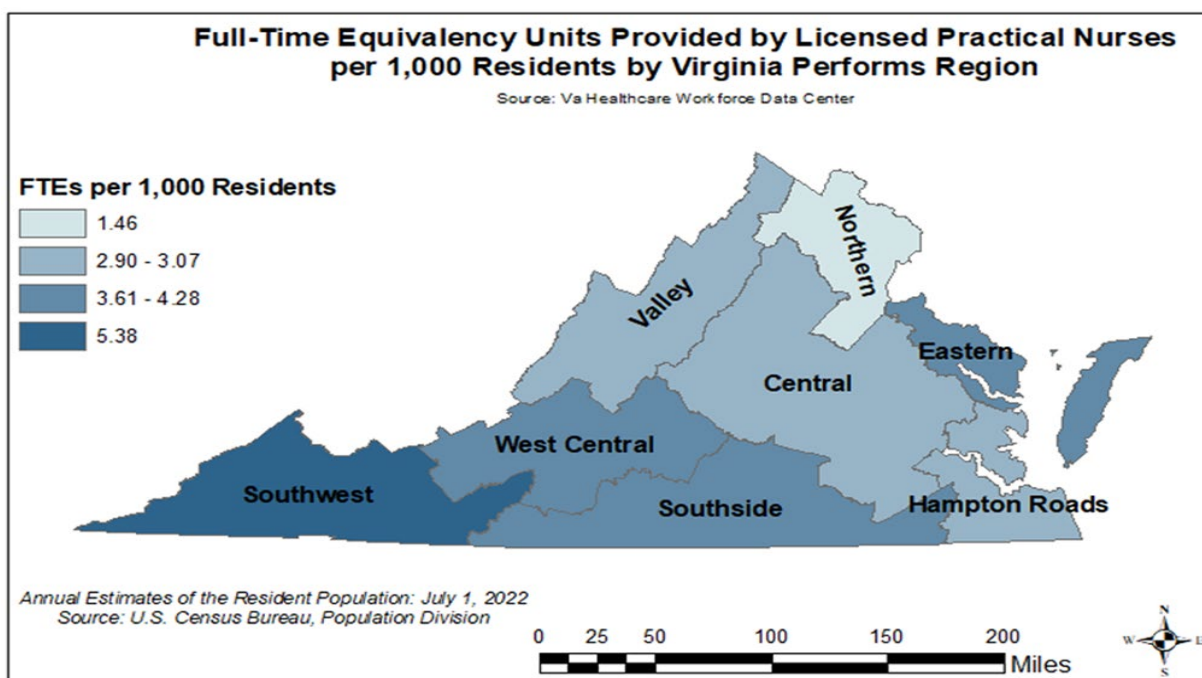 Full-Time Equivalency Units Provided by Licensed Practical Nurses
per 1,000 Residents by Virginia Performs Region
Source: Va Healthcare Workforce Data Center
FTEs per 1,000 Residents
1.46
2.90 - 3.07
3.61 - 4.28
5.38
Northern
Valley
Eastern
Central
West Central
Southwest
Southside
Hampton Roads
Annual Estimates of the Resident Population: July 1, 2022
Source: U.S. Census Bureau, Population Division
0 25 50 100 150 200
Miles
N
W E
S